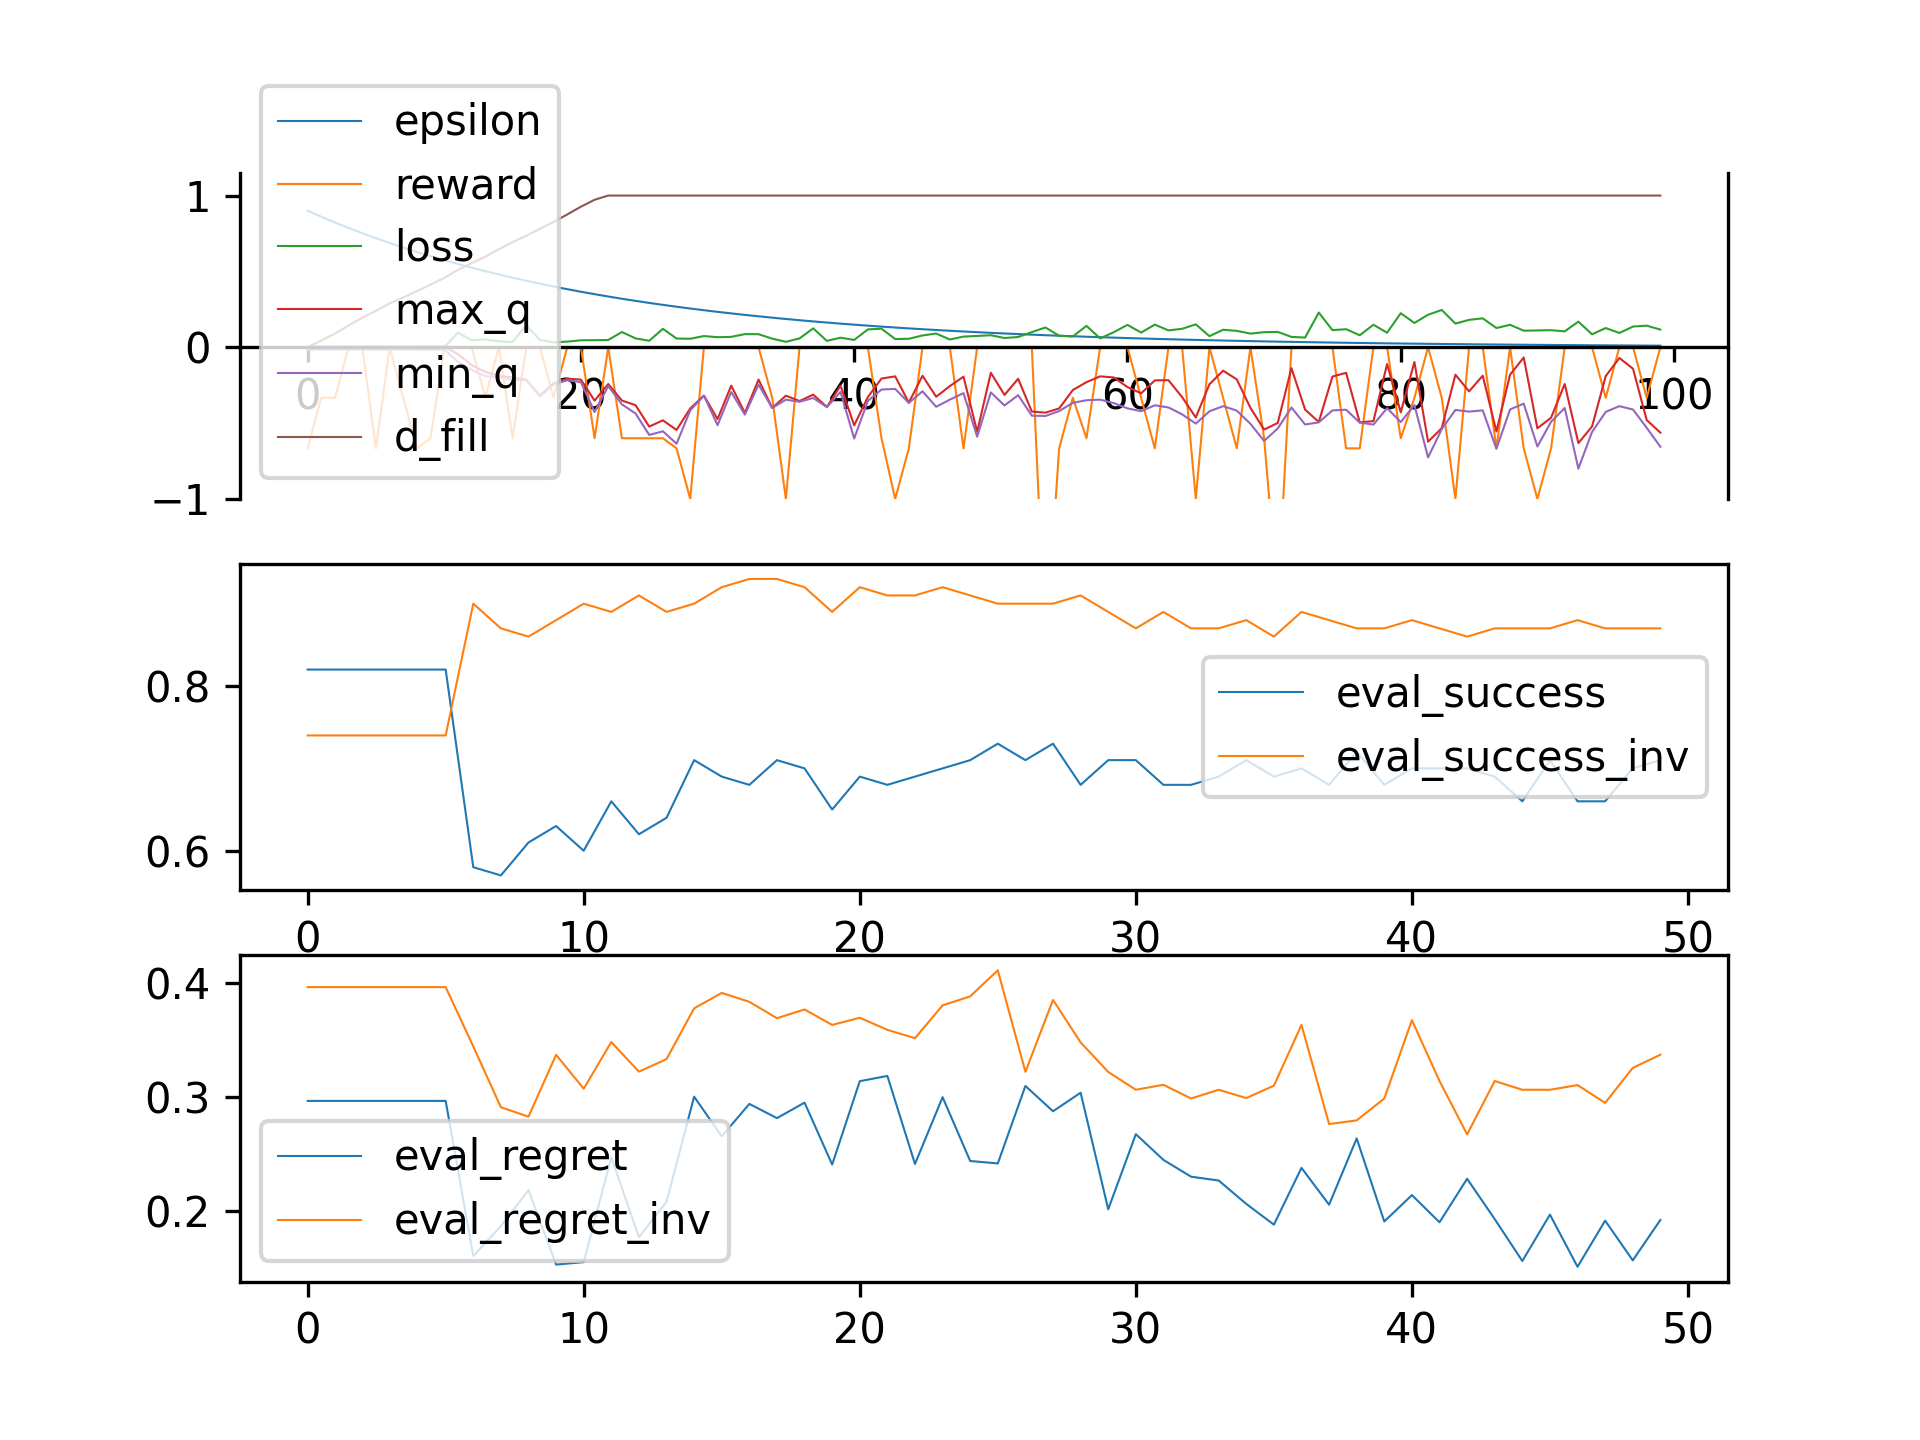 epsilon
reward
loss
max_q
min_q
d_fill
1
0
−1
0
20
40
60
80
100
0.8
0.6
eval_success
eval_success_inv
0
10
20
30
40
50
0.4
0.3
0.2
eval_regret
eval_regret_inv
0
10
20
30
40
50